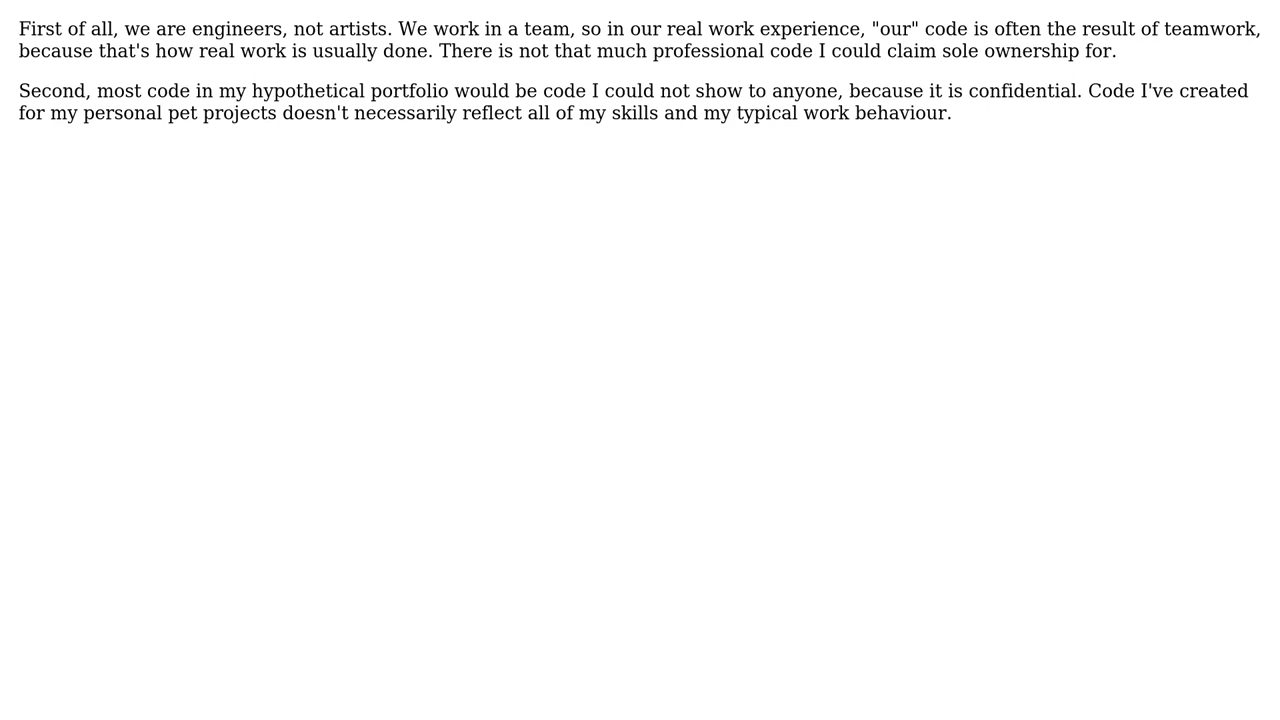 First of all, we are engineers, not artists. We work in a team, so in our real work experience, "our" code is often the result of teamwork,
because that's how real work is usually done. There is not that much professional code I could claim sole ownership for.
Second, most code in my hypothetical portfolio would be code I could not show to anyone, because it is confidential. Code I've created
for my personal pet projects doesn't necessarily reflect all of my skills and my typical work behaviour.